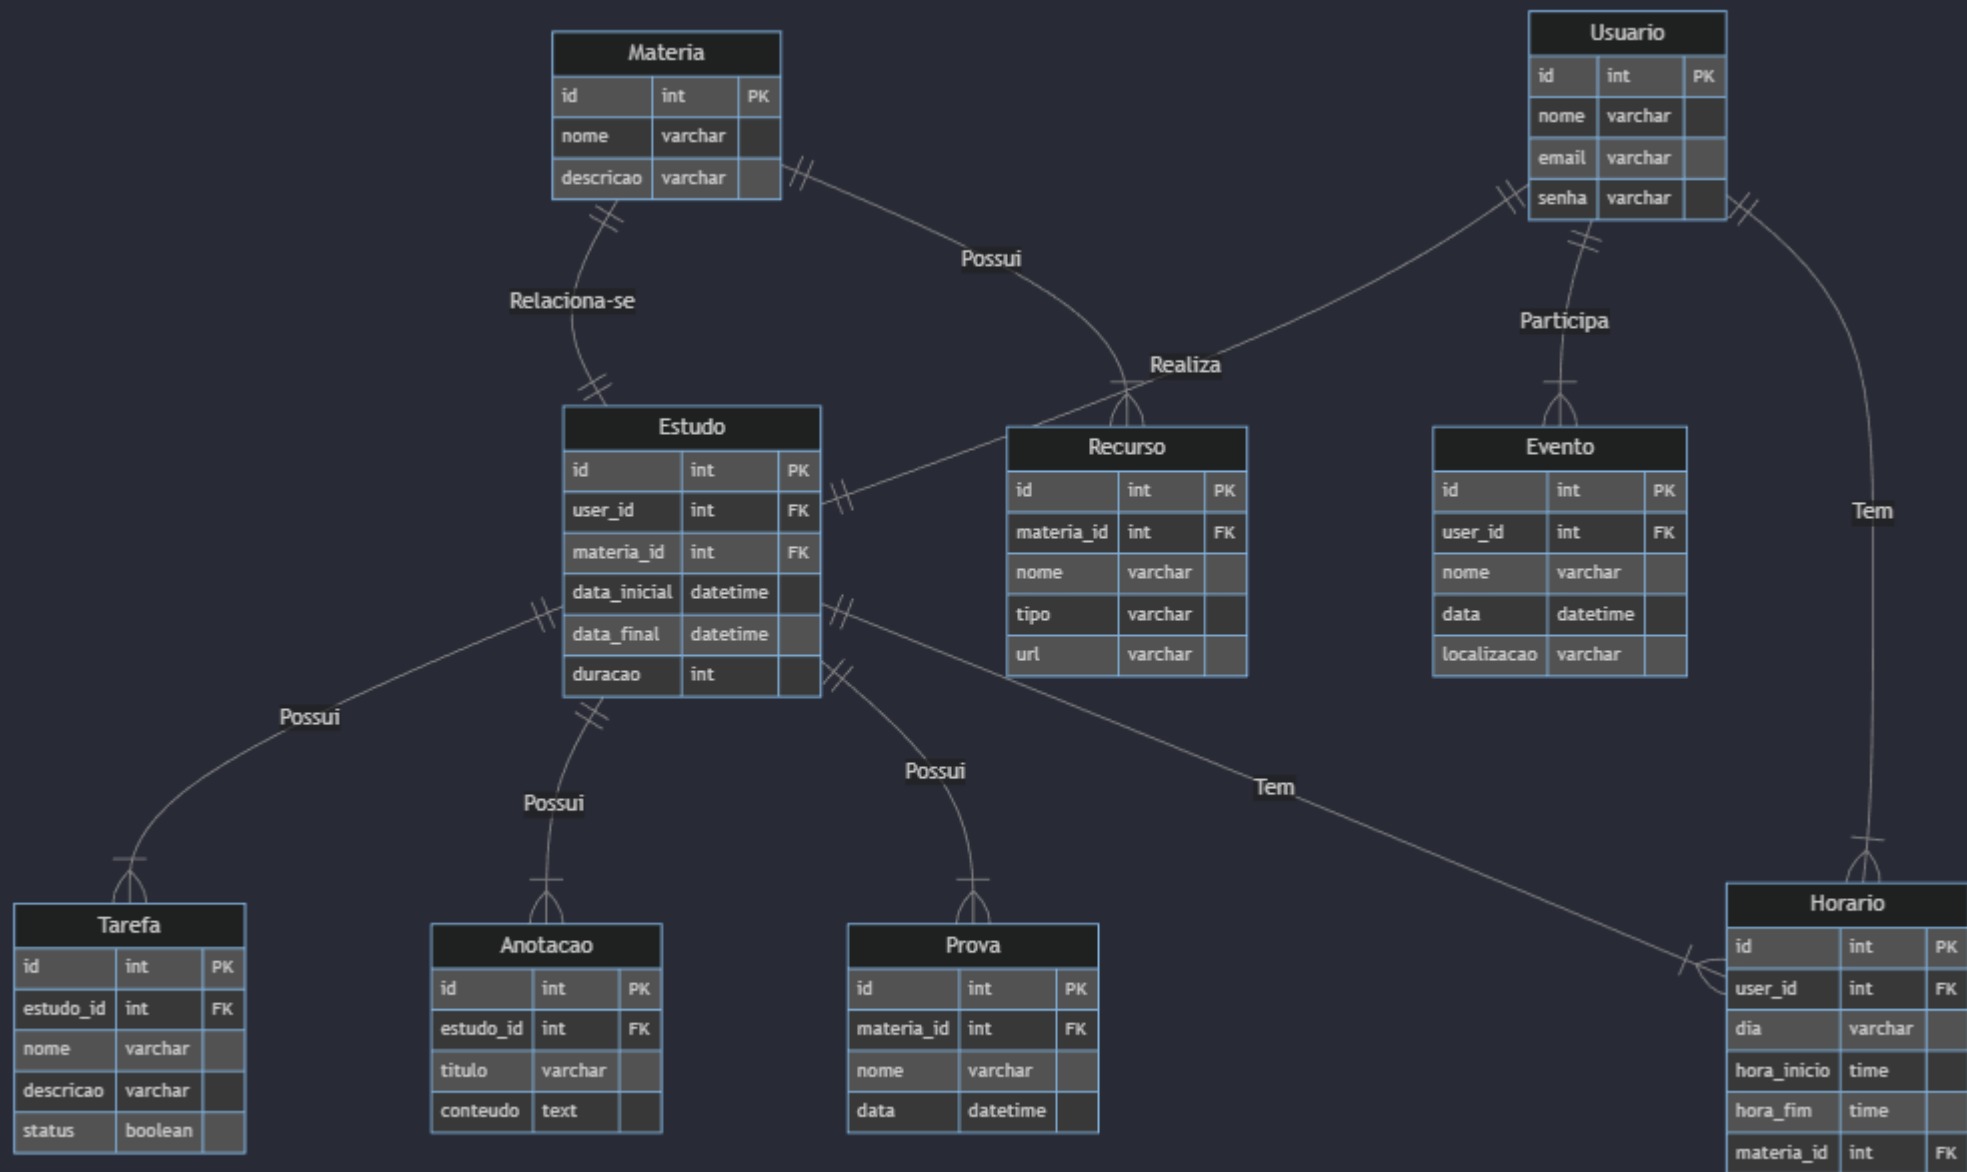 Materia
id int PK
nome varchar
descricao varchar
Usuario
id int PK
nome varchar
email varchar
senha varchar
Possui
Relaciona-se
Participa
Realiza
Tem
Estudo
id int PK
user_id int FK
materia_id int FK
data_inicial datetime
data_final datetime
duracao int
Recurso
id int PK
materia_id int FK
nome varchar
tipo varchar
url varchar
Evento
id int PK
user_id int FK
nome varchar
data datetime
localizacao varchar
Possui
Possui
Possui
Tem
Tarefa
id int PK
estudo_id int FK
nome varchar
descricao varchar
status boolean
Anotacao
id int PK
estudo_id int FK
titulo varchar
conteudo text
Prova
id int PK
materia_id int FK
nome varchar
data datetime
Horario
id int PK
user_id int FK
dia varchar
hora_inicio time
hora_fim time
materia_id int FK